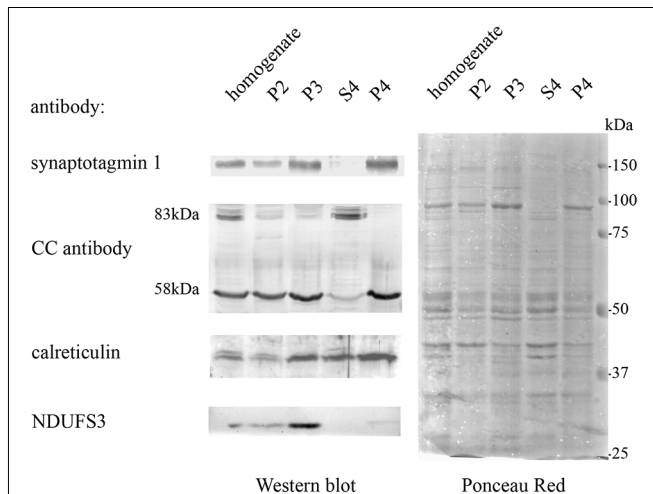 homogenate P2 P3 S4 P4
homogenate P2 P3 S4 P4
antibody:
kDa
synaptotagmin 1
-150
83kDa
-100
-75
CC antibody
58kDa
-50
calreticulin
-37
NDUFS3
-25
Western blot
Ponceau Red